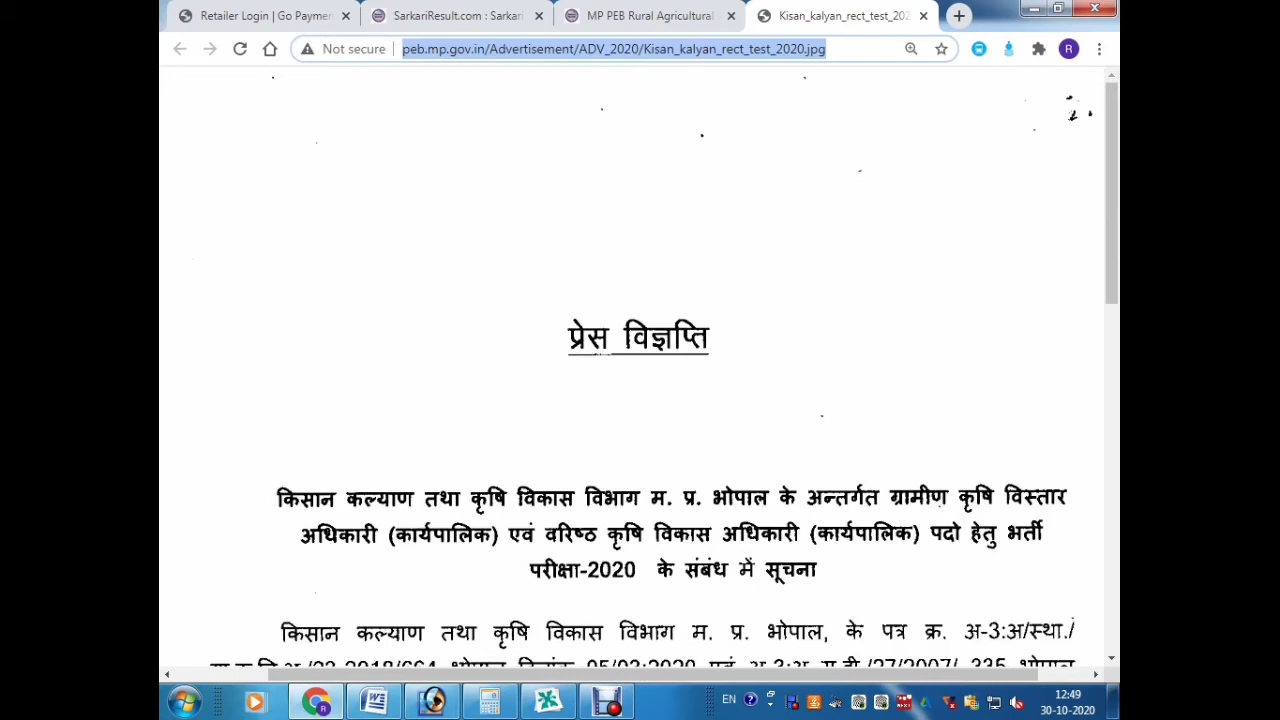 Retailer Login | Go Paymer
SarkariResult.com : Sarkari
MP PEB Rural Agricultural
Kisan_kalyan_rect_test_202
Not secure
peb.mp.gov.in/Advertisement/ADV_2020/Kisan_kalyan_rect_test_2020.jpg
R
प्रेस विज्ञप्ति
किसान कल्याण तथा कृषि विकास विभाग म. प्र. भोपाल के अन्तर्गत ग्रामीण कृषि विस्तार
अधिकारी (कार्यपालिक) एवं वरिष्ठ कृषि विकास अधिकारी (कार्यपालिक) पदो हेतु भर्ती
परीक्षा-2020 के संबंध में सूचना
किसान कल्याण तथा कृषि विकास विभाग म. प्र. भोपाल, के पत्र क्र. अ-3:अ/स्था./
EN
12:49
30-10-2020